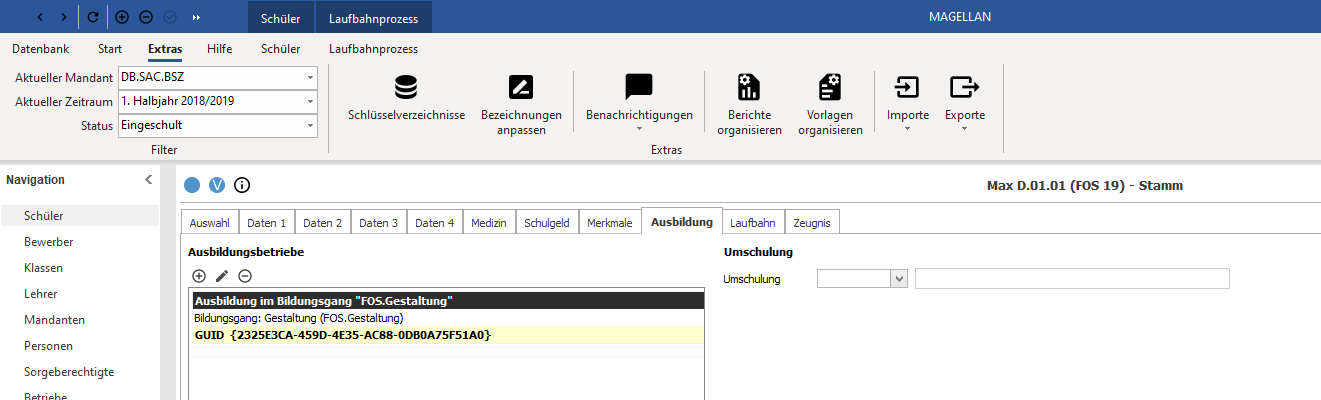 Schüler Laufbahnprozess MAGELLAN
Datenbank Start Extras Hilfe Schüler Laufbahnprozess
Aktueller Mandant DB.SAC.BSZ
Aktueller Zeitraum 1. Halbjahr 2018/2019
Status Eingeschult
Filter
Schlüsselverzeichnisse
Bezeichnungen
anpassen
Benachrichtigungen
Berichte
organisieren
Vorlagen
organisieren
Importe
Exporte
Extras
Navigation
Schüler
Bewerber
Klassen
Lehrer
Mandanten
Personen
Sorgeberechtigte
Betriebe
V
Max D.01.01 (FOS 19) - Stamm
Auswahl Daten 1 Daten 2 Daten 3 Daten 4 Medizin Schulgeld Merkmale Ausbildung Laufbahn Zeugnis
Ausbildungsbetriebe
Ausbildung im Bildungsgang "FOS.Gestaltung"
Bildungsgang: Gestaltung (FOS.Gestaltung)
GUID {2325E3CA-459D-4E35-AC88-0DB0A75F51A0}
Umschulung
Umschulung